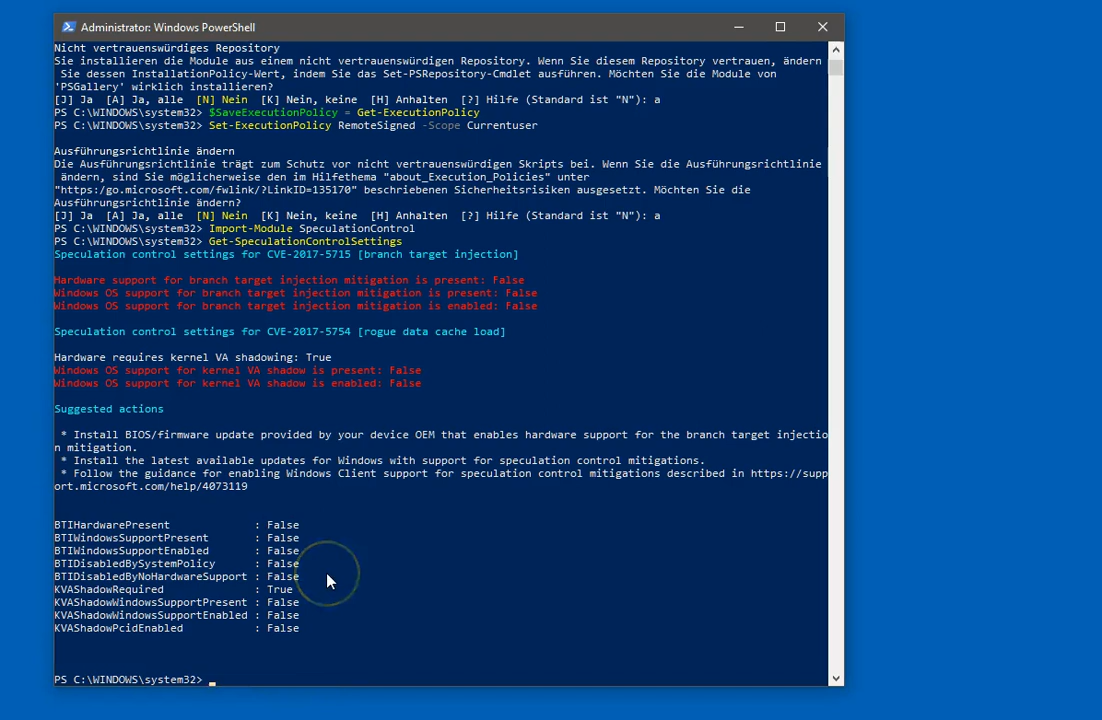 Administrator: Windows PowerShell
Nicht vertrauenswürdiges Repository
Sie installieren die Module aus einem nicht vertrauenswürdigen Repository. Wenn Sie diesem Repository vertrauen, ändern
Sie dessen InstallationPolicy-Wert, indem Sie das Set-PSRepository-Cmdlet ausführen. Möchten Sie die Module von
'PSGallery' wirklich installieren?
[J] Ja  [A] Ja, alle  [N] Nein  [K] Nein, keine  [H] Anhalten  [?] Hilfe (Standard ist "N"): a
PS C:\WINDOWS\system32> $SaveExecutionPolicy = Get-ExecutionPolicy
PS C:\WINDOWS\system32> Set-ExecutionPolicy RemoteSigned -Scope Currentuser
Ausführungsrichtlinie ändern
Die Ausführungsrichtlinie trägt zum Schutz vor nicht vertrauenswürdigen Skripts bei. Wenn Sie die Ausführungsrichtlinie
ändern, sind Sie möglicherweise den im Hilfethema "about_Execution_Policies" unter
"https:/go.microsoft.com/fwlink/?LinkID=135170" beschriebenen Sicherheitsrisiken ausgesetzt. Möchten Sie die
Ausführungsrichtlinie ändern?
[J] Ja  [A] Ja, alle  [N] Nein  [K] Nein, keine  [H] Anhalten  [?] Hilfe (Standard ist "N"): a
PS C:\WINDOWS\system32> Import-Module SpeculationControl
PS C:\WINDOWS\system32> Get-SpeculationControlSettings
Speculation control settings for CVE-2017-5715 [branch target injection]
Hardware support for branch target injection mitigation is present: False
Windows OS support for branch target injection mitigation is present: False
Windows OS support for branch target injection mitigation is enabled: False
Speculation control settings for CVE-2017-5754 [rogue data cache load]
Hardware requires kernel VA shadowing: True
Windows OS support for kernel VA shadow is present: False
Windows OS support for kernel VA shadow is enabled: False
Suggested actions
* Install BIOS/firmware update provided by your device OEM that enables hardware support for the branch target injectio
n mitigation.
* Install the latest available updates for Windows with support for speculation control mitigations.
* Follow the guidance for enabling Windows Client support for speculation control mitigations described in https://supp
ort.microsoft.com/help/4073119
BTIHardwarePresent : False
BTIWindowsSupportPresent : False
BTIWindowsSupportEnabled : False
BTIDisabledBySystemPolicy : False
BTIDisabledByNoHardwareSupport : False
KVAShadowRequired : True
KVAShadowWindowsSupportPresent : False
KVAShadowWindowsSupportEnabled : False
KVAShadowPcidEnabled : False
PS C:\WINDOWS\system32>